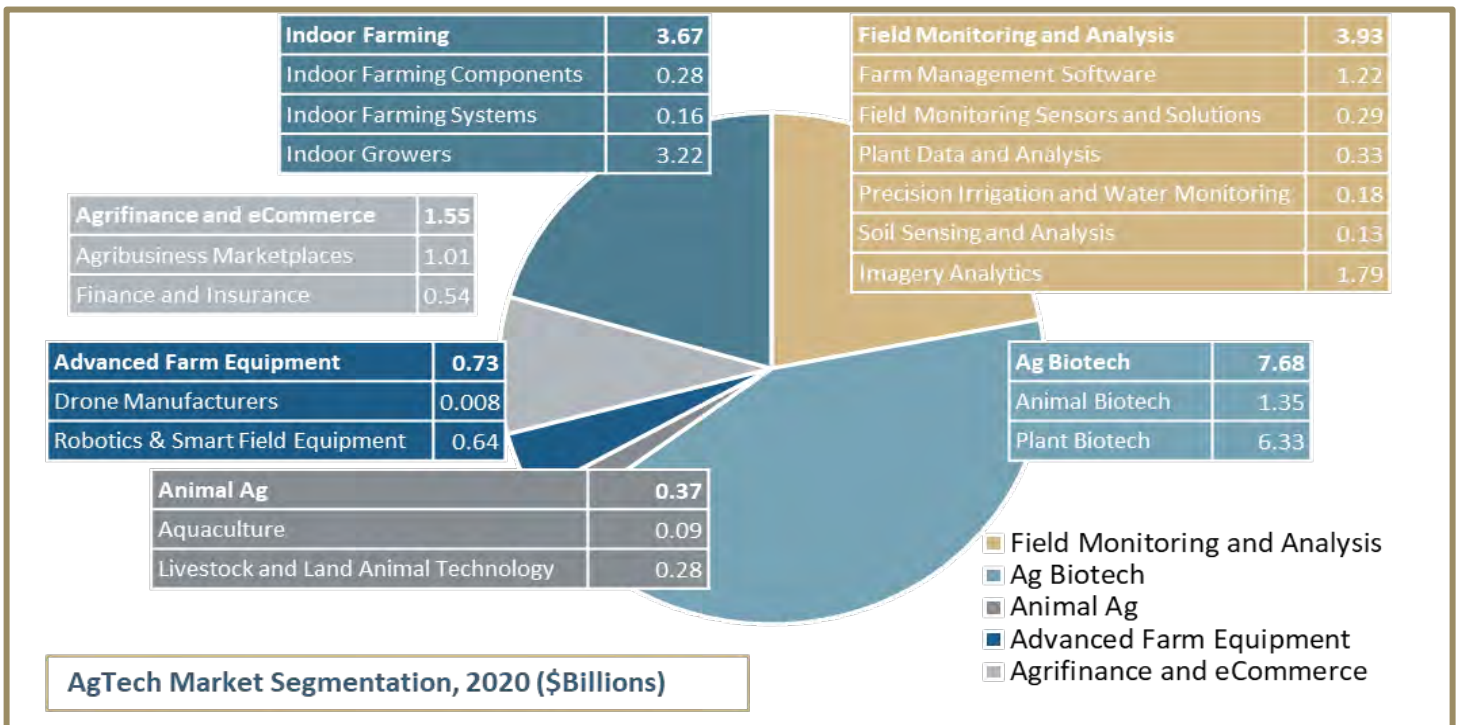 Indoor Farming 3.67
Indoor Farming Components 0.28
Indoor Farming Systems 0.16
Indoor Growers 3.22
Field Monitoring and Analysis 3.93
Farm Management Software 1.22
Field Monitoring Sensors and Solutions 0.29
Plant Data and Analysis 0.33
Precision Irrigation and Water Monitoring 0.18
Soil Sensing and Analysis 0.13
Imagery Analytics 1.79
Agrifinance and eCommerce 1.55
Agribusiness Marketplaces 1.01
Finance and Insurance 0.54
Advanced Farm Equipment 0.73
Drone Manufacturers 0.008
Robotics & Smart Field Equipment 0.64
Ag Biotech 7.68
Animal Biotech 1.35
Plant Biotech 6.33
Animal Ag 0.37
Aquaculture 0.09
Livestock and Land Animal Technology 0.28
Field Monitoring and Analysis
Ag Biotech
Animal Ag
Advanced Farm Equipment
Agrifinance and eCommerce
AgTech Market Segmentation, 2020 ($Billions)